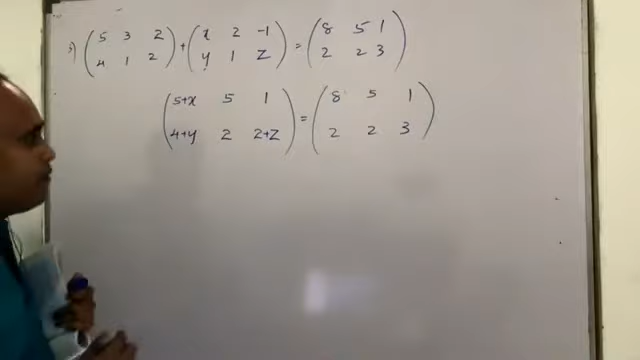 5) (5 3 2 + (x 2 -1 = (8 5 1
4 1 2) y 1 z) 2 2 3)
(5+x 5 1 = (8 5 1
4+y 2 2+z) 2 2 3)